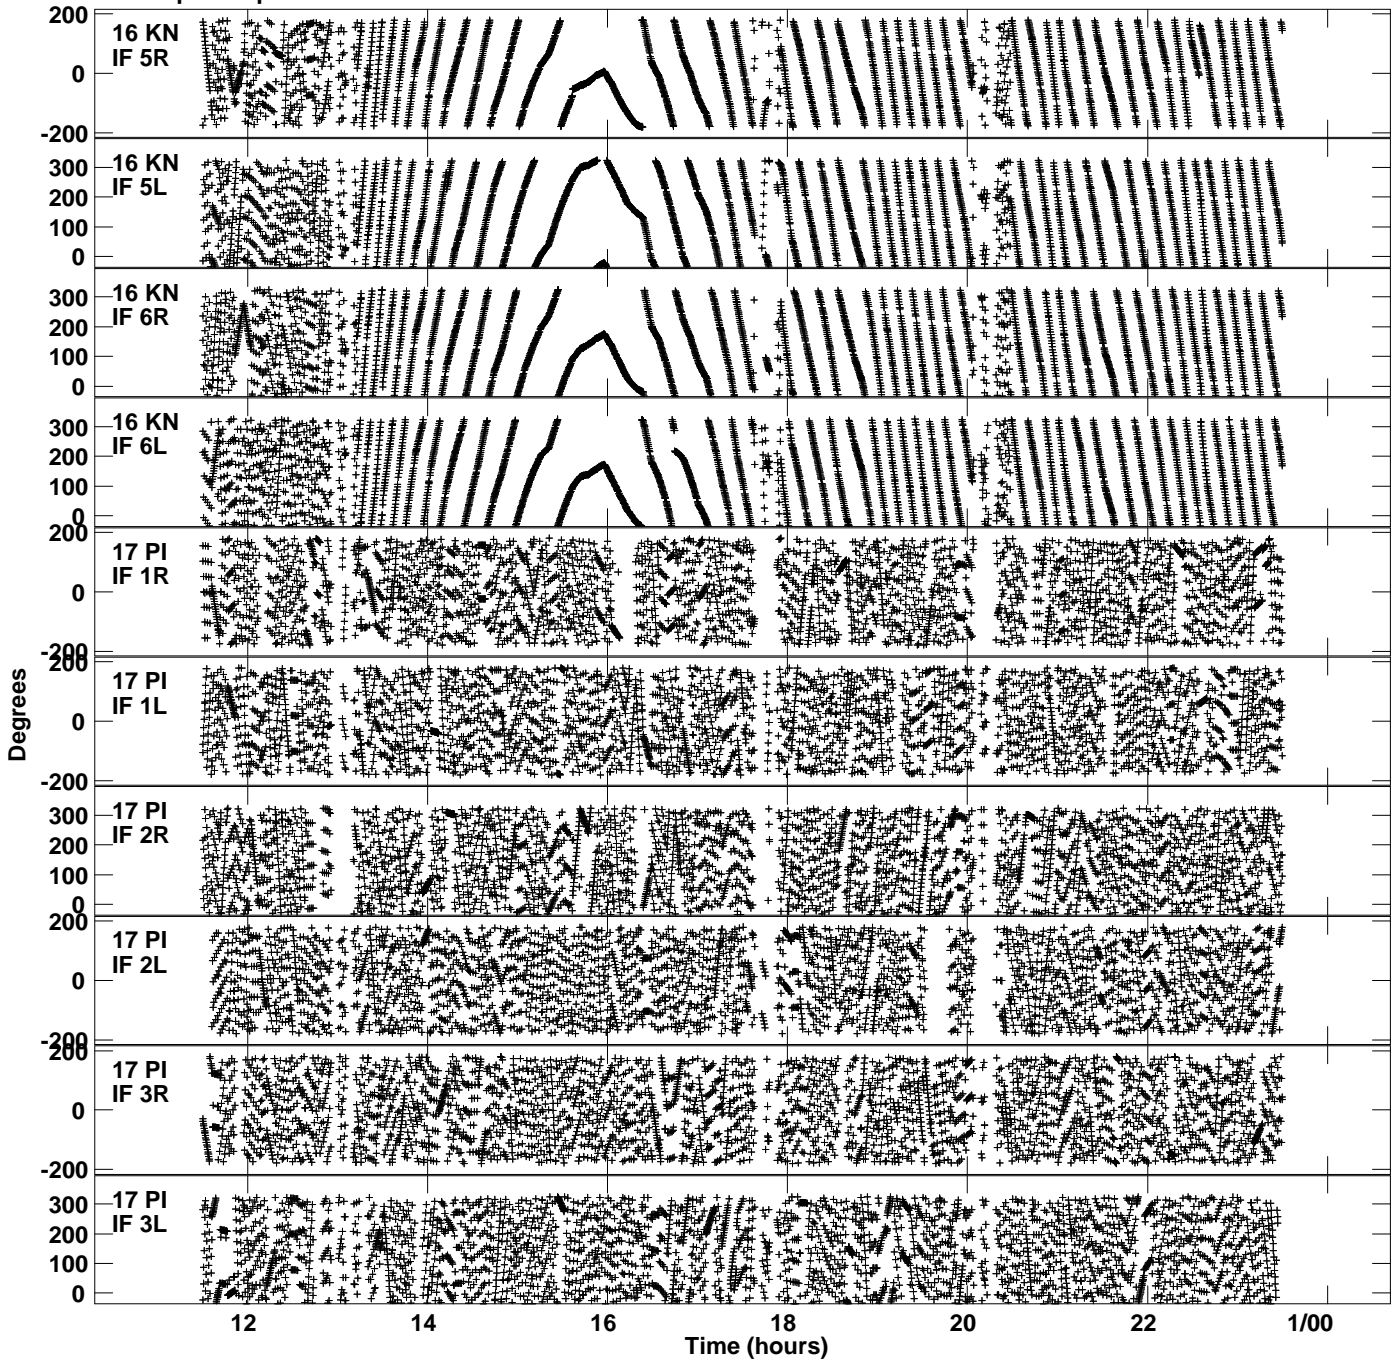 200
16 KN
IF 5R
0
-200
16 KN
IF 5L
300
200
100
0
16 KN
IF 6R
300
200
100
0
16 KN
IF 6L
300
200
100
0
200
17 PI
IF 1R
0
-200
200
17 PI
IF 1L
0
-200
17 PI
IF 2R
300
200
100
0
200
17 PI
IF 2L
0
-200
200
17 PI
IF 3R
0
-200
17 PI
IF 3L
300
200
100
0
Degrees
12 14 16 18 20 22 1/00
Time (hours)